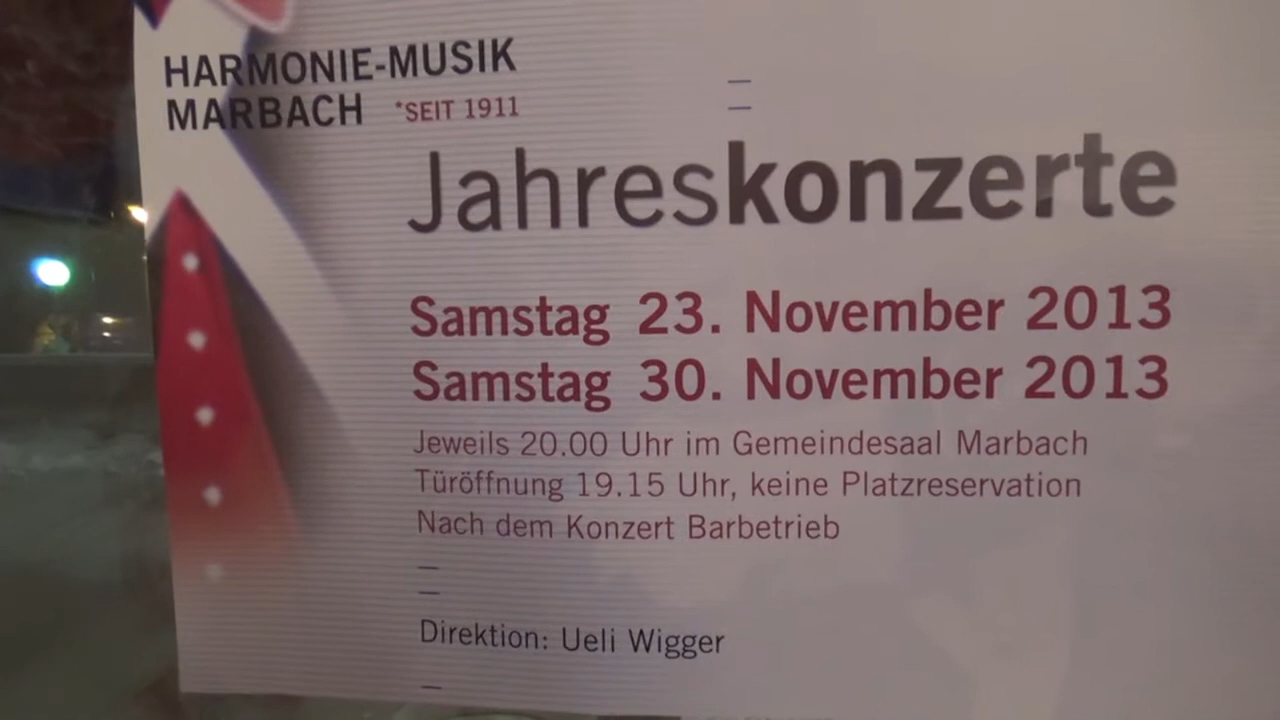 HARMONIE-MUSIK
MARBACH *SEIT 1911
Jahreskonzerte
Samstag 23. November 2013
Samstag 30. November 2013
Jeweils 20.00 Uhr im Gemeindesaal Marbach
Türöffnung 19.15 Uhr, keine Platzreservation
Nach dem Konzert Barbetrieb
Direktion: Ueli Wigger